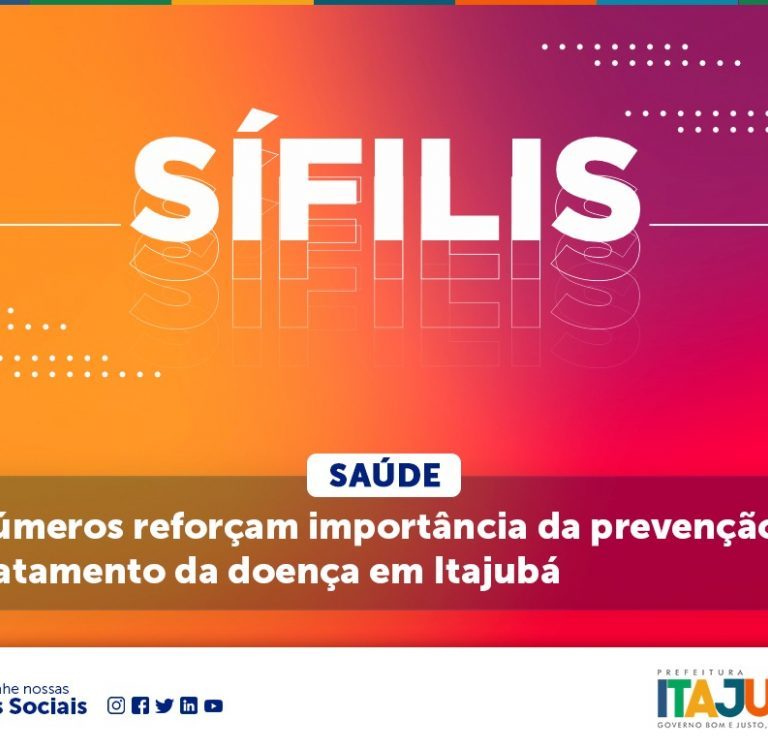 SÍFILIS
SAÚDE
úmeros reforçam importância da prevenção
atamento da doença em Itajubá
he nossas
s Sociais
PREFEITURA
ITAJU
GOVERNO BOM E JUSTO,